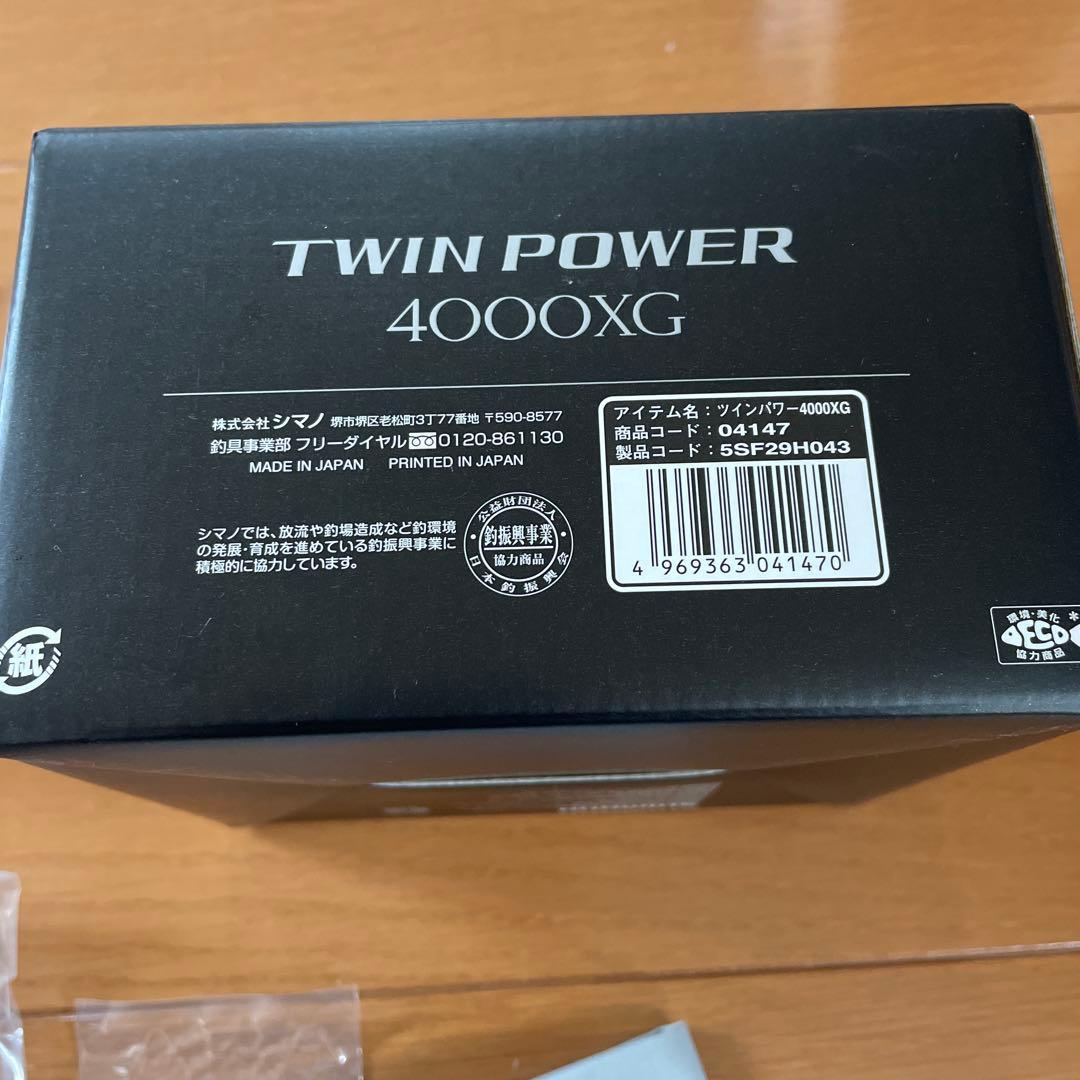 TWIN POWER
4000XG
株式会社 シマノ 堺市堺区老松町3丁77番地 〒590-8577
釣具事業部 フリーダイヤル 0120-861130
MADE IN JAPAN PRINTED IN JAPAN
シマノでは、放流や釣場造成など釣環境
の発展・育成を進めている釣振興事業に
積極的に協力しています。
公益財団法人
釣振興事業
協力商品
日本釣振興会
アイテム名：ツインパワー4000XG
商品コード：04147
製品コード：5SF29H043
4 969363 041470
紙
環境・美化
DECO
協力商品